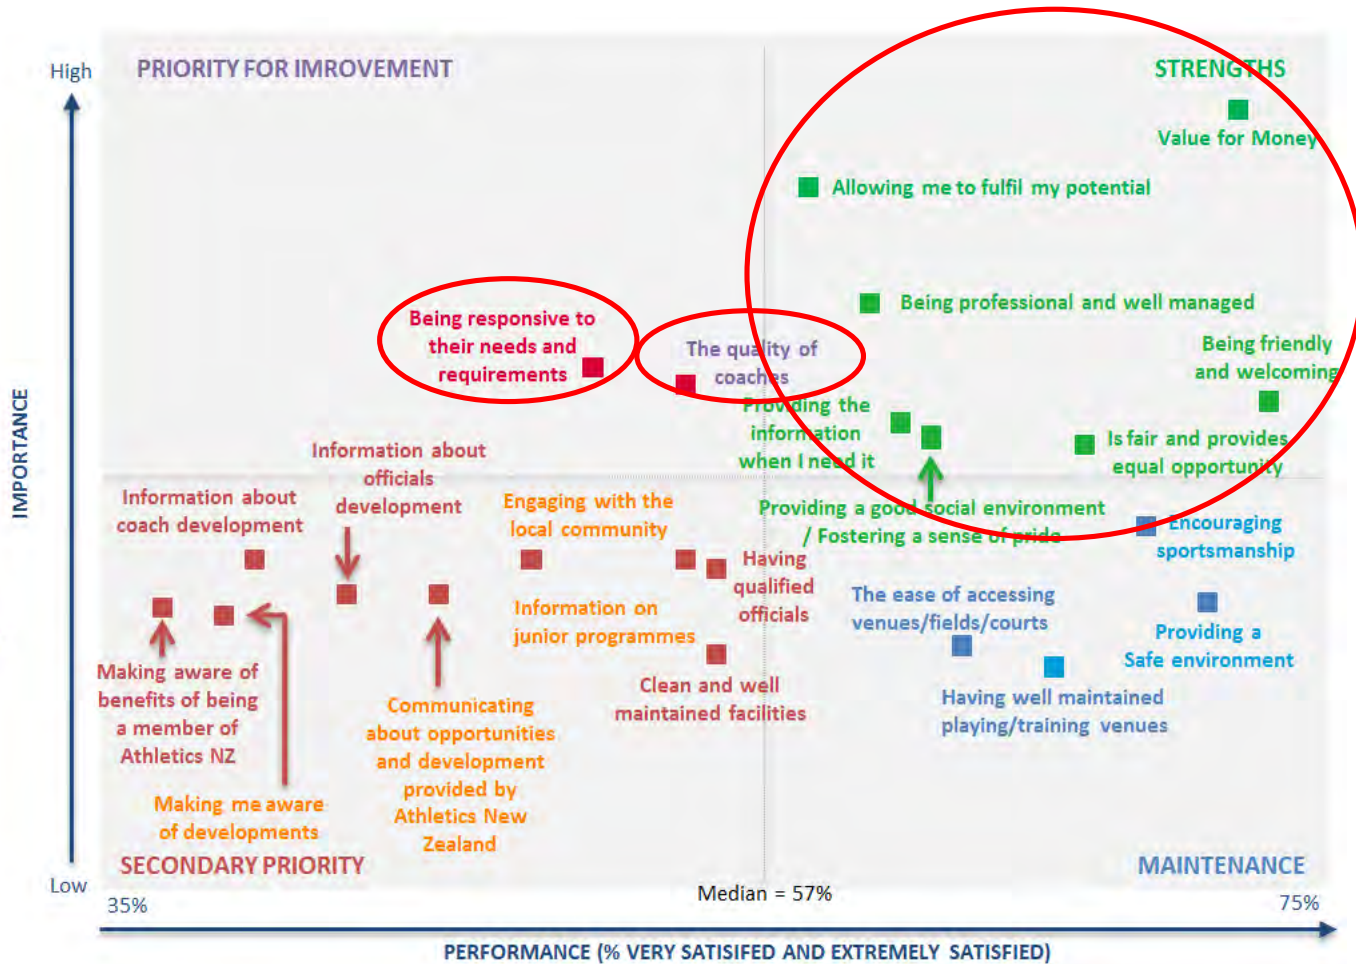 High
PRIORITY FOR IMROVEMENT
STRENGTHS
Value for Money
Allowing me to fulfil my potential
Being professional and well managed
Being responsive to
their needs and
requirements
The quality of
coaches
Being friendly
and welcoming
Providing the
information
when I need it
Is fair and provides
equal opportunity
IMPORTANCE
Information about
officials
development
Information about
coach development
Engaging with the
local community
Providing a good social environment
/ Fostering a sense of pride
Encouraging
sportsmanship
Having
qualified
officials
Information on
junior programmes
The ease of accessing
venues/fields/courts
Providing a
Safe environment
Making aware of
benefits of being
a member of
Athletics NZ
Clean and well
maintained facilities
Having well maintained
playing/training venues
Communicating
about opportunities
and development
provided by
Athletics New
Zealand
Making me aware
of developments
SECONDARY PRIORITY
MAINTENANCE
Low
35%
Median = 57%
75%
PERFORMANCE (% VERY SATISIFED AND EXTREMELY SATISFIED)